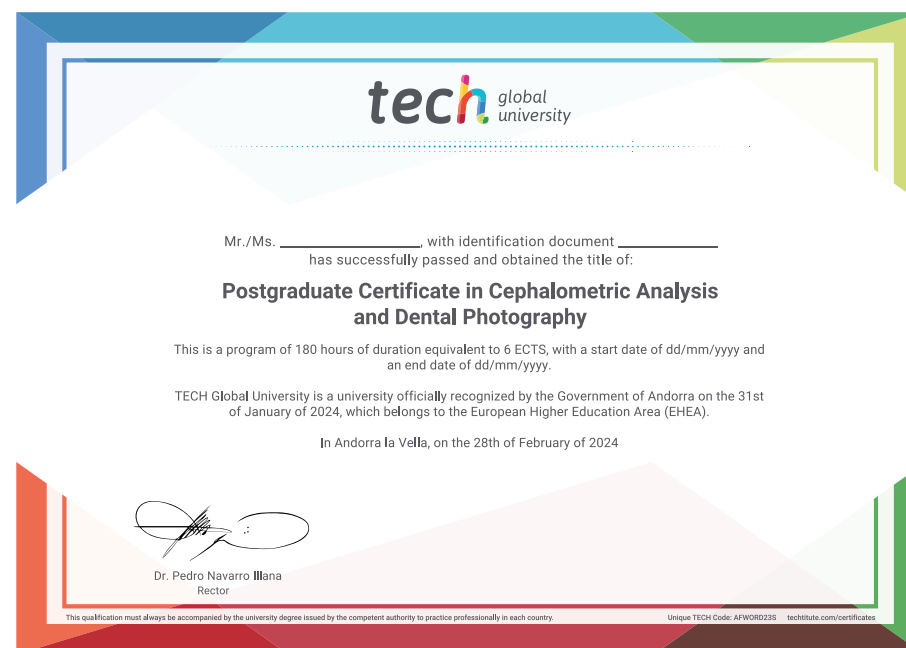 tech global university
Mr./Ms. ____________, with identification document ____________
has successfully passed and obtained the title of:
Postgraduate Certificate in Cephalometric Analysis
and Dental Photography
This is a program of 180 hours of duration equivalent to 6 ECTS, with a start date of dd/mm/yyyy and
an end date of dd/mm/yyyy.
TECH Global University is a university officially recognized by the Government of Andorra on the 31st
of January of 2024, which belongs to the European Higher Education Area (EHEA).
In Andorra la Vella, on the 28th of February of 2024
Dr. Pedro Navarro Illana
Rector
This qualification must always be accompanied by the university degree issued by the competent authority to practice professionally in each country.
Unique TECH Code: AFWORD23S techtitute.com/certificates